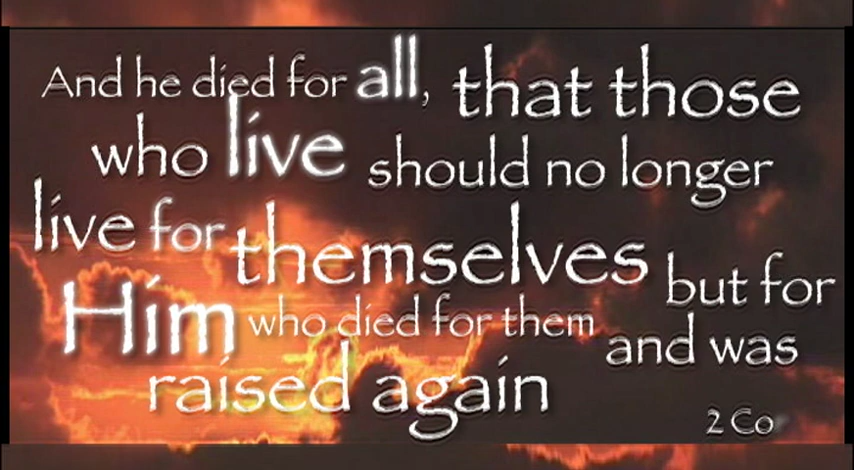 And he died for all, that those
who live should no longer
live for themselves but for
Him who died for them and was
raised again
2 Co